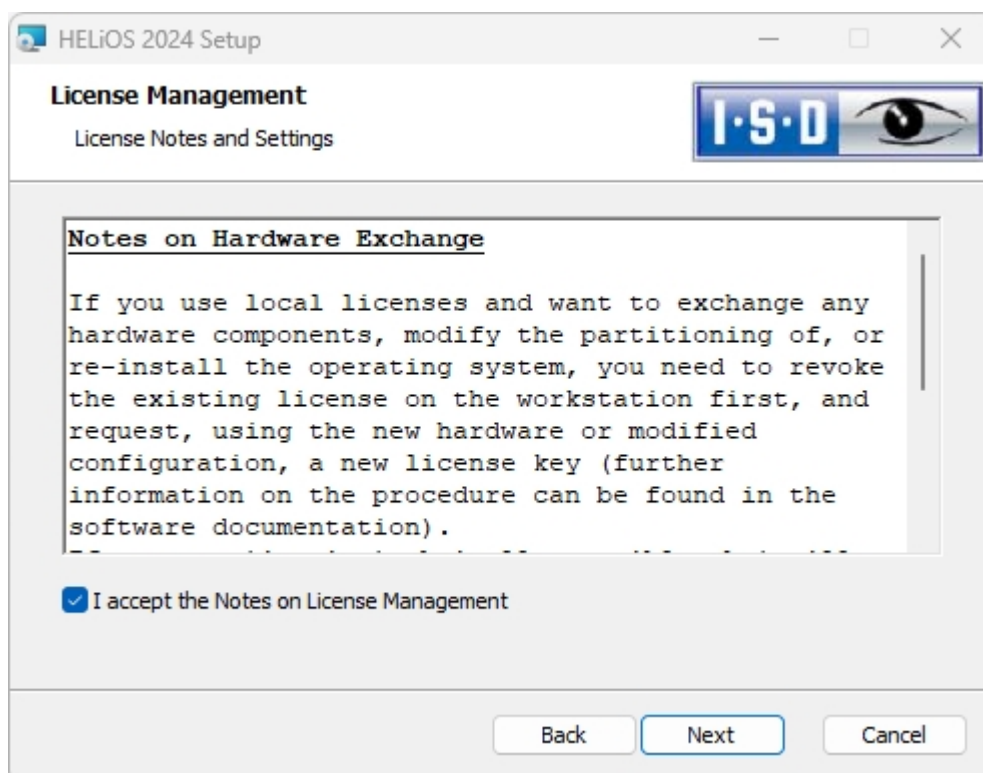 HELiOS 2024 Setup
License Management
License Notes and Settings
I·S·D
Notes on Hardware Exchange
If you use local licenses and want to exchange any
hardware components, modify the partitioning of, or
re-install the operating system, you need to revoke
the existing license on the workstation first, and
request, using the new hardware or modified
configuration, a new license key (further
information on the procedure can be found in the
software documentation).
I accept the Notes on License Management
Back
Next
Cancel